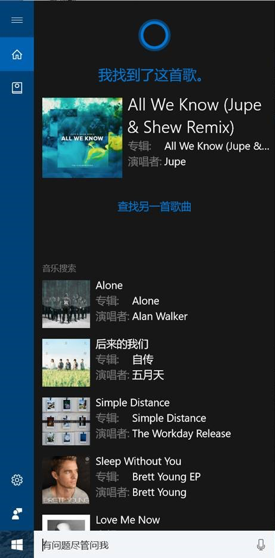 我找到了这首歌。
All We Know (Jupe
& Shew Remix)
专辑: All We Know (Jupe &...
演唱者: Jupe
ALL WE KNOW
查找另一首歌曲
音乐搜索
Alone
专辑: Alone
演唱者: Alan Walker
后来的我们
专辑: 自传
演唱者: 五月天
Simple Distance
专辑: Simple Distance
演唱者: The Workday Release
Sleep Without You
专辑: Brett Young EP
演唱者: Brett Young
BRETT YOUNG
Love Me Now
有问题尽管问我